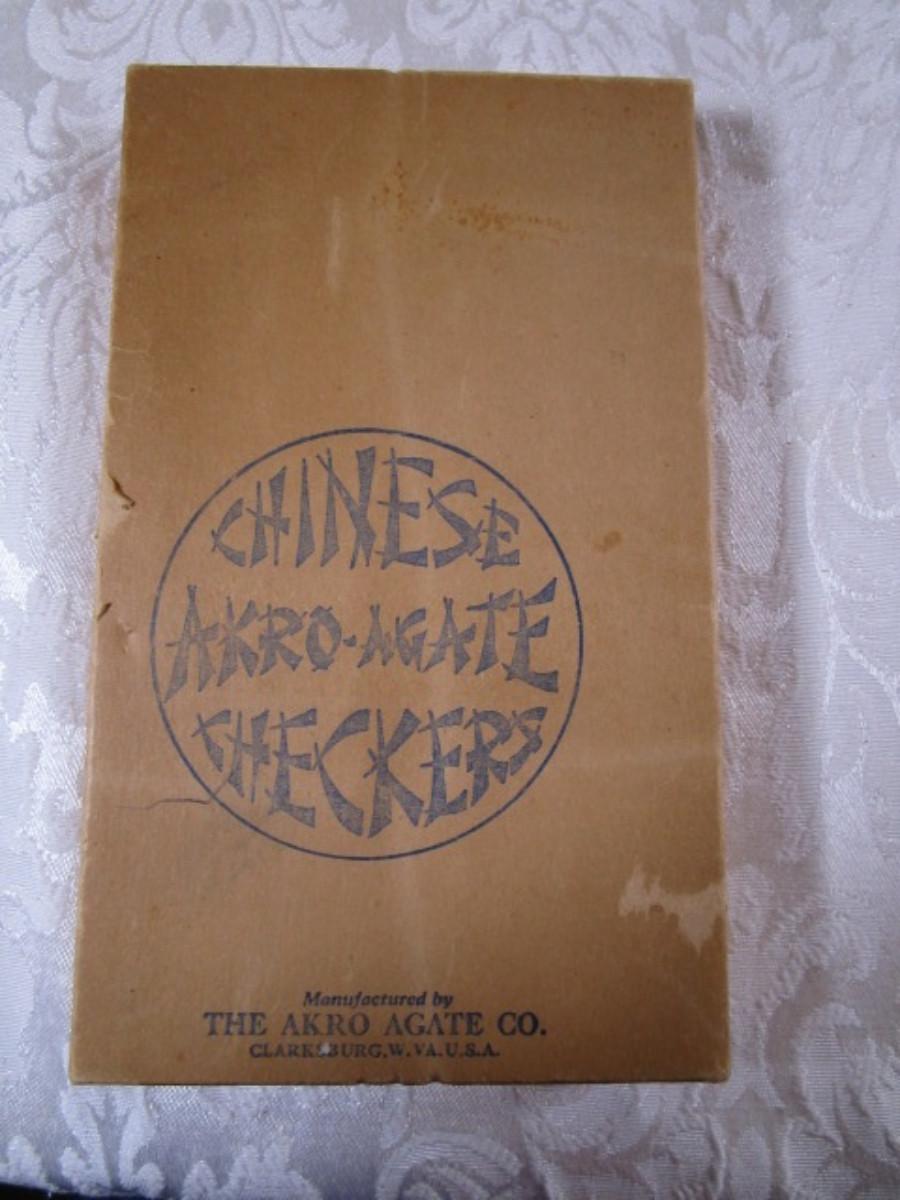 CHINESE
AKRO-AGATE
CHECKERS
Manufactured by
THE AKRO AGATE CO.
CLARKSBURG, W. VA. U.S.A.